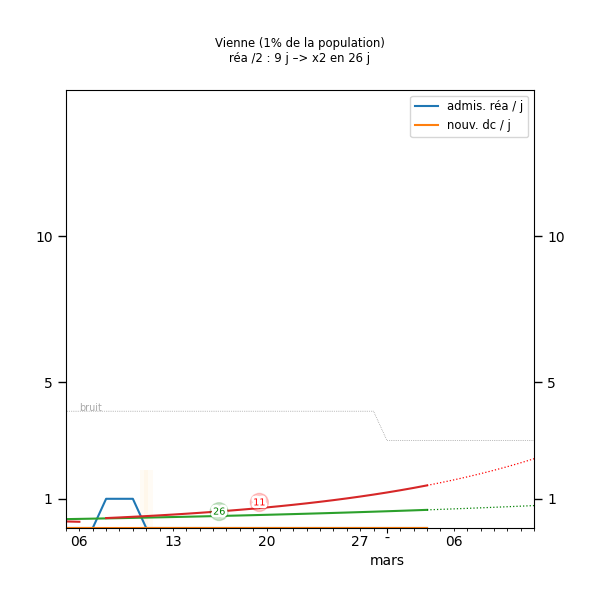 Vienne (1% de la population)
réa /2 : 9 j −> x2 en 26 j
admis. réa / j
nouv. dc / j
10 10
5 5
bruit
1 11 1
26
06 13 20 27 - 06
mars